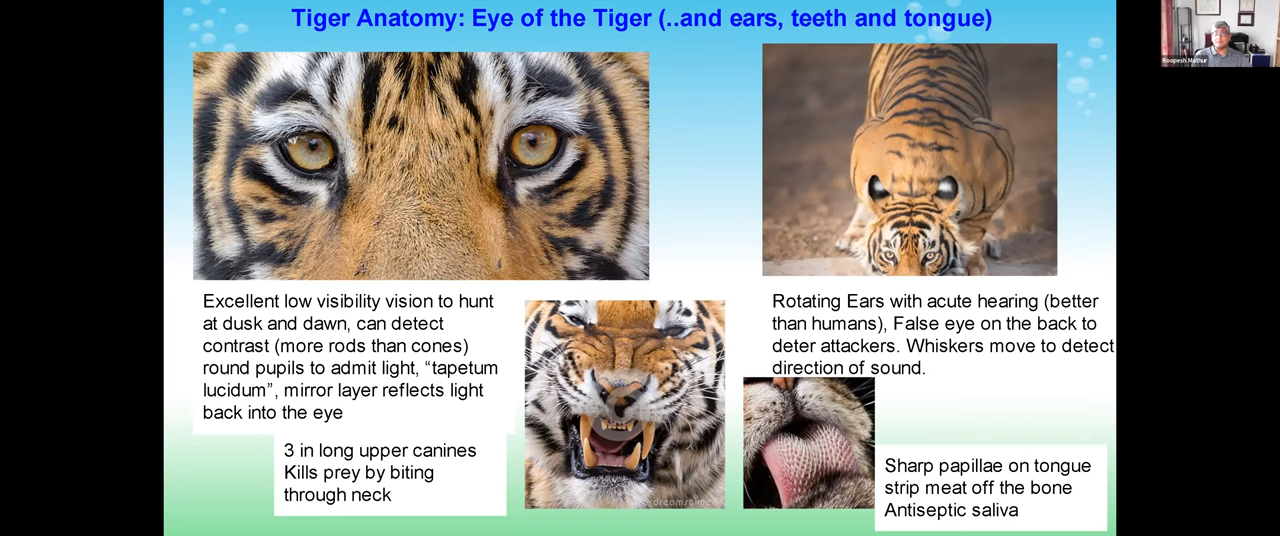 Tiger Anatomy: Eye of the Tiger (..and ears, teeth and tongue)
Roopesh Mathur
Excellent low visibility vision to hunt
at dusk and dawn, can detect
contrast (more rods than cones)
round pupils to admit light, “tapetum
lucidum”, mirror layer reflects light
back into the eye
3 in long upper canines
Kills prey by biting
through neck
dreamstime
Rotating Ears with acute hearing (better
than humans), False eye on the back to
deter attackers. Whiskers move to detect
direction of sound.
Sharp papillae on tongue
strip meat off the bone
Antiseptic saliva